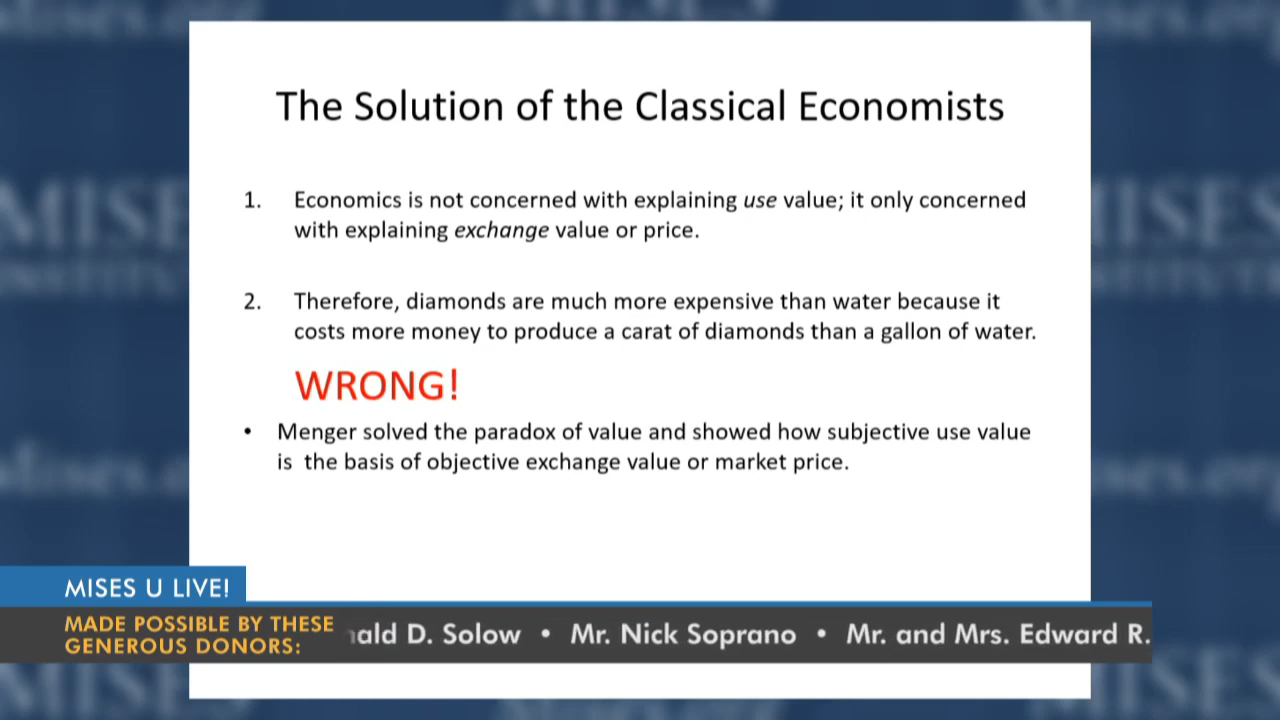 The Solution of the Classical Economists
1. Economics is not concerned with explaining use value; it only concerned
with explaining exchange value or price.
2. Therefore, diamonds are much more expensive than water because it
costs more money to produce a carat of diamonds than a gallon of water.
WRONG!
• Menger solved the paradox of value and showed how subjective use value
is the basis of objective exchange value or market price.
MISES U LIVE!
MADE POSSIBLE BY THESE
GENEROUS DONORS:
ald D. Solow • Mr. Nick Soprano • Mr. and Mrs. Edward R.